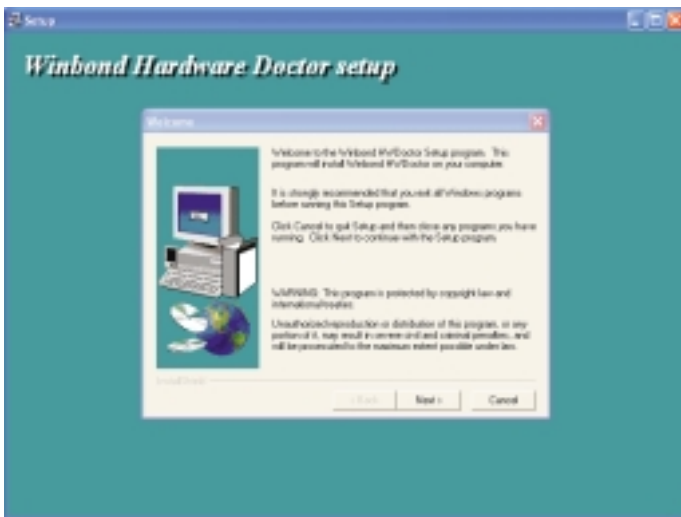 Setup
Winbond Hardware Doctor setup
Welcome
Welcome to the Winbond HWDoctor Setup program. This
program will install Winbond HWDoctor on your computer.
It is strongly recommended that you exit all Windows programs
before running this Setup program.
Click Cancel to quit Setup and then close any programs you have
running. Click Next to continue with the Setup program.
WARNING: This program is protected by copyright law and
international treaties.
Unauthorized reproduction or distribution of this program, or any
portion of it, may result in severe civil and criminal penalties, and
will be prosecuted to the maximum extent possible under law.
InstallShield
< Back
Next >
Cancel